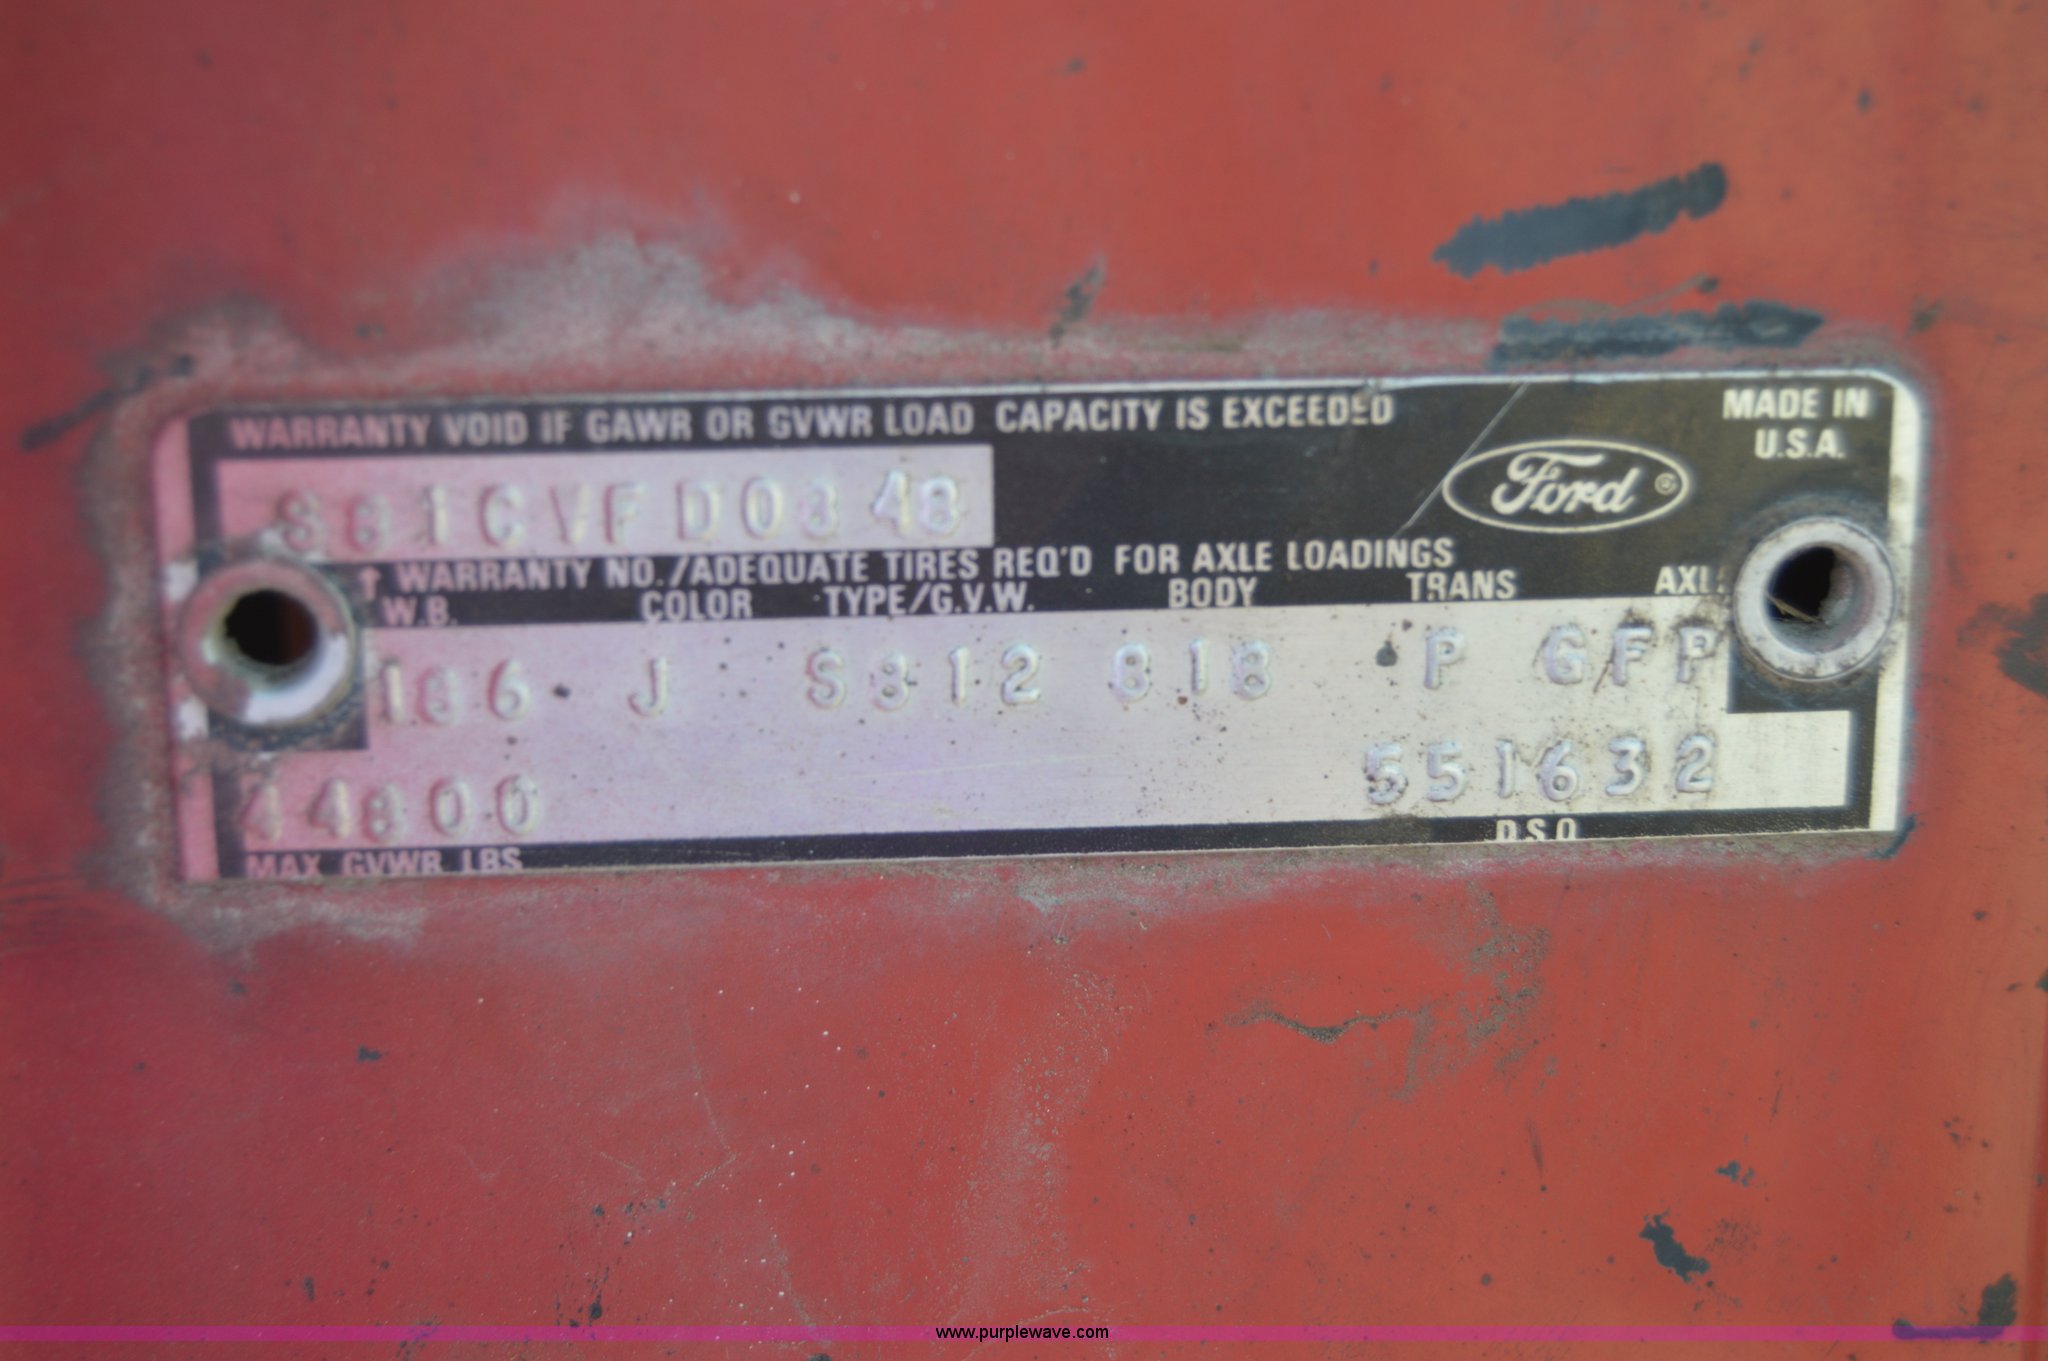 WARRANTY VOID IF GAWR OR GVWR LOAD CAPACITY IS EXCEEDED
MADE IN
U.S.A.
Ford ®
S81CVFD0348
↑ WARRANTY NO./ADEQUATE TIRES REQ'D FOR AXLE LOADINGS
W.B. COLOR TYPE/G.V.W. BODY TRANS AXL
186 J S812 818 P GFP
44800 551632
MAX GVWR LBS D.S.O
www.purplewave.com